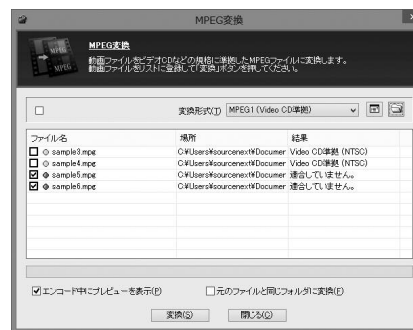 MPEG変換
MPEG
MPEG
MPEG変換
動画ファイルをビデオCDなどの規格に準拠したMPEGファイルに変換します。
動画ファイルをリストに登録して「変換」ボタンを押してください。
変換形式(T) MPEG1 (Video CD準拠)
ファイル名 場所 結果
sample3.mpg C:¥Users¥sourcenext¥Documer Video CD準拠 (NTSC)
sample4.mpg C:¥Users¥sourcenext¥Documer Video CD準拠 (NTSC)
sample5.mpg C:¥Users¥sourcenext¥Documer 適合していません。
sample6.mpg C:¥Users¥sourcenext¥Documer 適合していません。
エンコード中にプレビューを表示(P) 元のファイルと同じフォルダに変換(F)
変換(S) 閉じる(C)